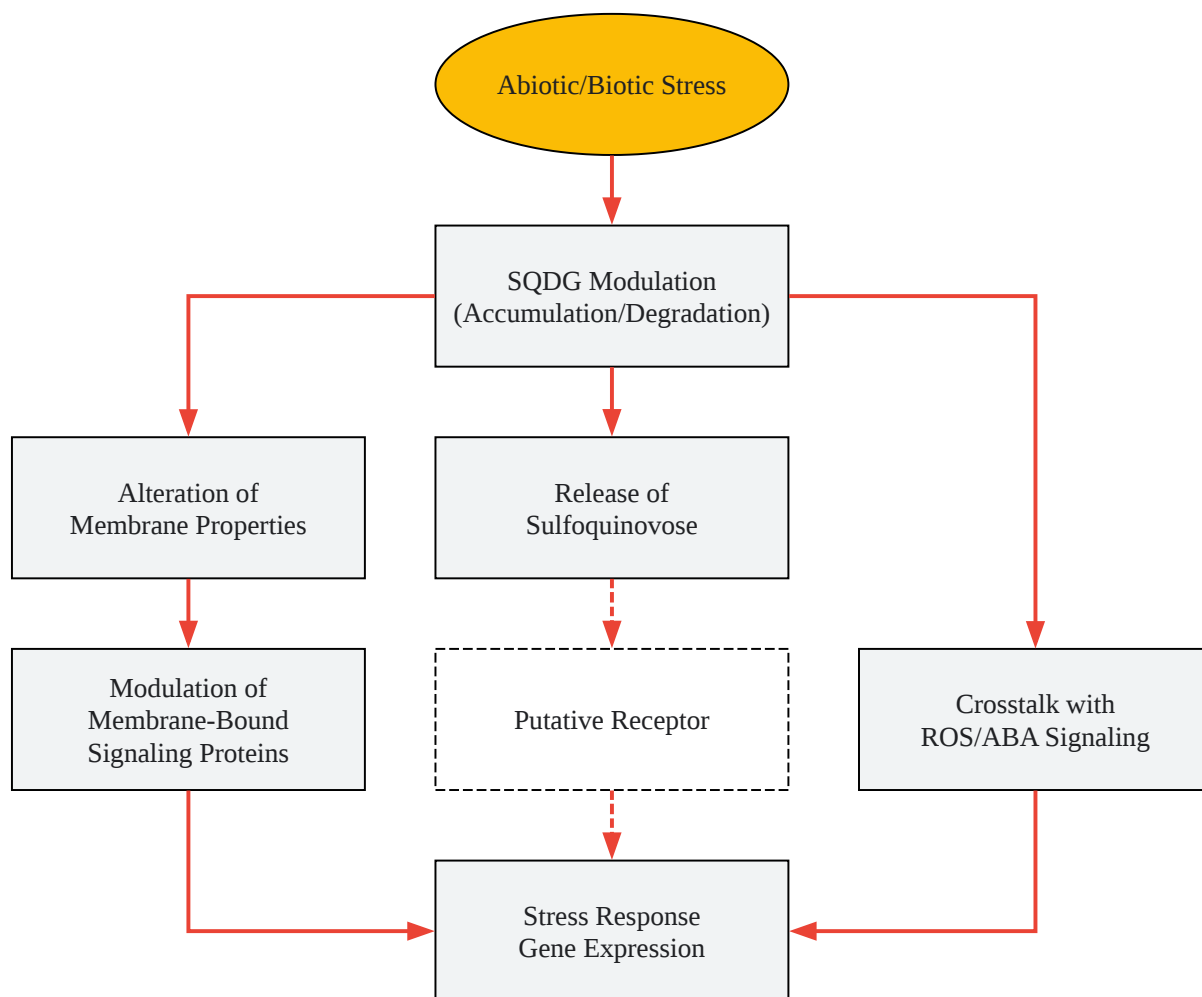 Abiotic/Biotic Stress
SQDG Modulation
(Accumulation/Degradation)
Alteration of
Membrane Properties
Release of
Sulfoquinovose
Modulation of
Membrane-Bound
Signaling Proteins
Putative Receptor
Crosstalk with
ROS/ABA Signaling
Stress Response
Gene Expression